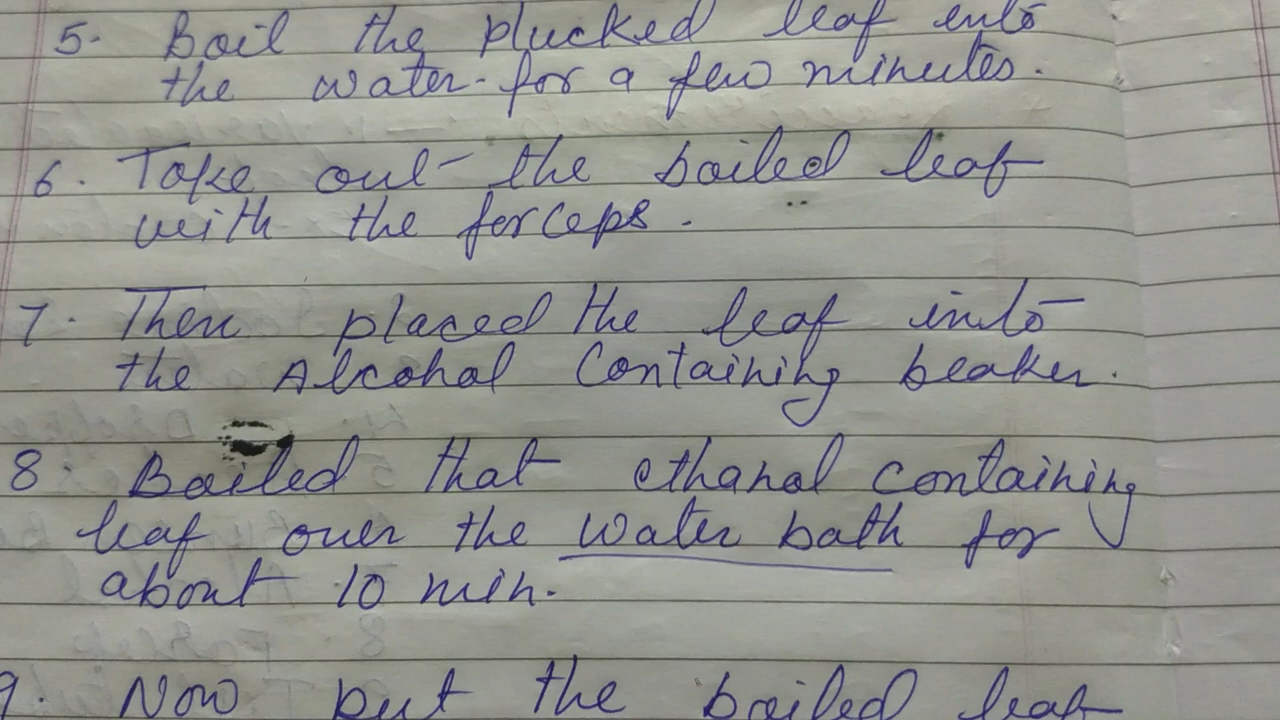 5. Boil the plucked leaf into
the water for a few minutes.
6. Take out the boiled leaf
with the forceps.
7. Then placed the leaf into
the Alcohal Containing beaker.
8. Boiled that ethanol containing
leaf over the water bath for
about 10 min.
9. Now put the boiled leaf